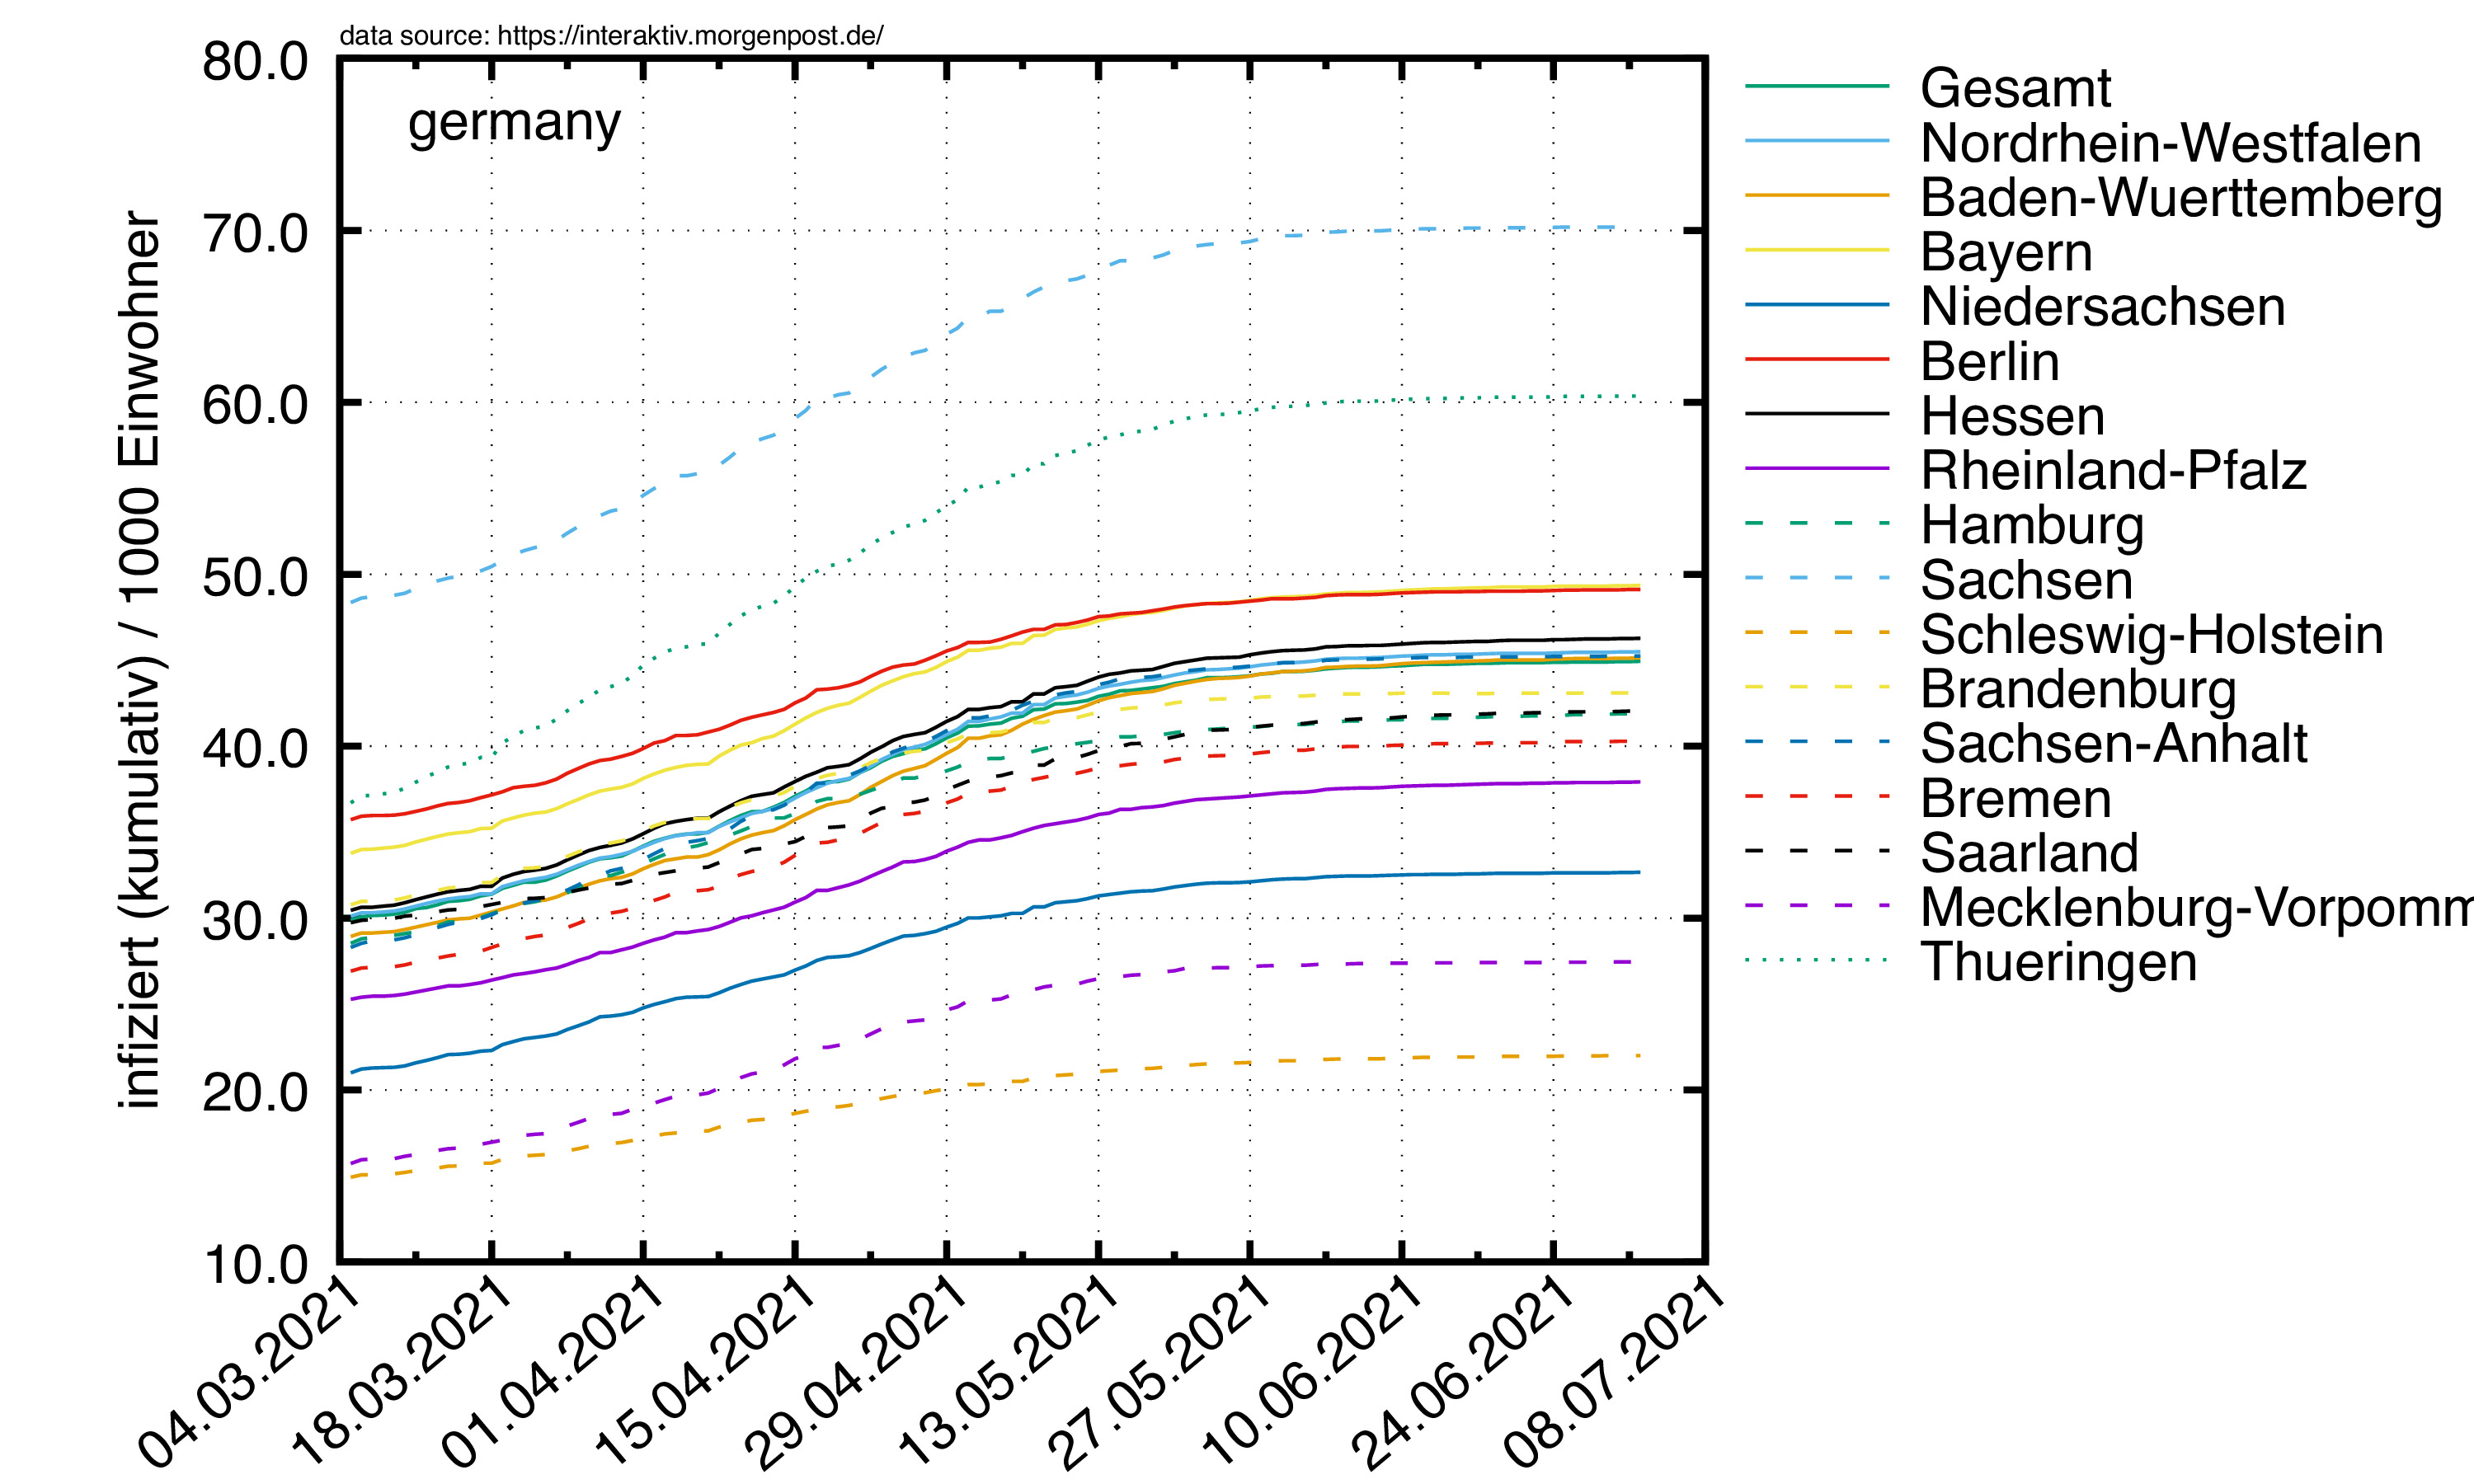 data source: https://interaktiv.morgenpost.de/
germany
infiziert (kumulativ) / 1000 Einwohner
80.0
70.0
60.0
50.0
40.0
30.0
20.0
10.0
04.03.2021
18.03.2021
01.04.2021
15.04.2021
29.04.2021
13.05.2021
27.05.2021
10.06.2021
24.06.2021
08.07.2021
Gesamt
Nordrhein-Westfalen
Baden-Wuerttemberg
Bayern
Niedersachsen
Berlin
Hessen
Rheinland-Pfalz
Hamburg
Sachsen
Schleswig-Holstein
Brandenburg
Sachsen-Anhalt
Bremen
Saarland
Mecklenburg-Vorpomm
Thueringen